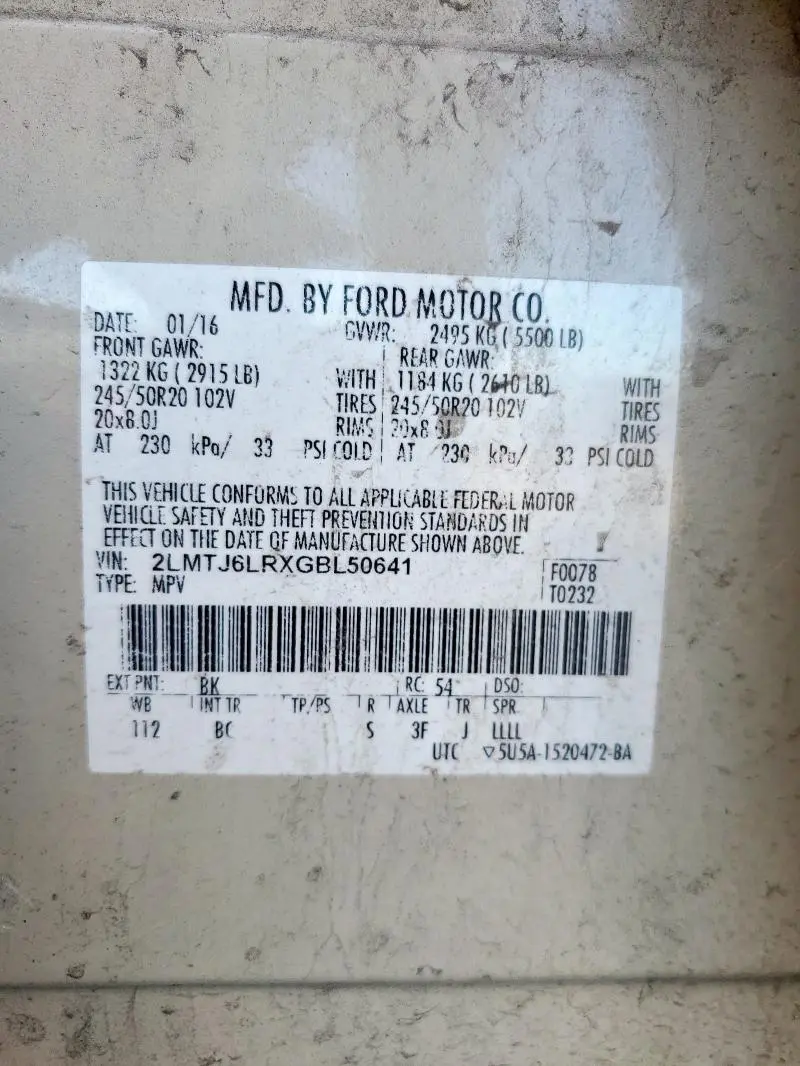 MFD. BY FORD MOTOR CO.
DATE: 01/16 GVWR: 2495 KG ( 5500 LB)
FRONT GAWR: REAR GAWR:
1322 KG ( 2915 LB) WITH 1184 KG ( 2610 LB) WITH
245/50R20 102V TIRES 245/50R20 102V TIRES
20x8.0J RIMS 20x8.0J RIMS
AT 230 kPa/ 33 PSI COLD AT 230 kPa/ 33 PSI COLD
THIS VEHICLE CONFORMS TO ALL APPLICABLE FEDERAL MOTOR
VEHICLE SAFETY AND THEFT PREVENTION STANDARDS IN
EFFECT ON THE DATE OF MANUFACTURE SHOWN ABOVE.
VIN: 2LMTJ6LRXGBL50641 F0078
TYPE: MPV T0232
EXT PNT: BK RC: 54 DSO:
WB INT TR TP/PS R AXLE TR SPR
112 BC S 3F J LLLL
UTC ▽5U5A-1520472-BA